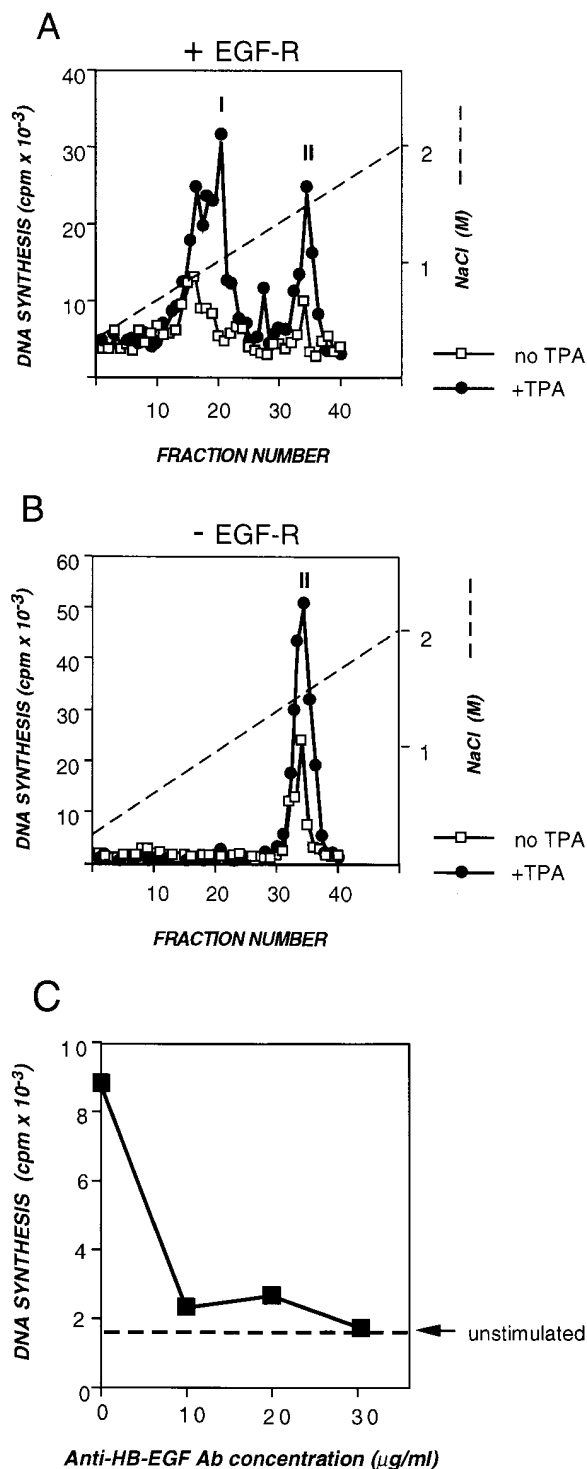 A
+ EGF-R
40
30
20
10
I
II
2
1
10 20 30 40
DNA SYNTHESIS (cpm x 10⁻³)
NaCl (M)
FRACTION NUMBER
no TPA
+TPA
B
- EGF-R
60
50
40
30
20
10
II
2
1
10 20 30 40
DNA SYNTHESIS (cpm x 10⁻³)
NaCl (M)
FRACTION NUMBER
no TPA
+TPA
C
10
8
6
4
2
0
0 10 20 30
DNA SYNTHESIS (cpm x 10⁻³)
unstimulated
Anti-HB-EGF Ab concentration (µg/ml)